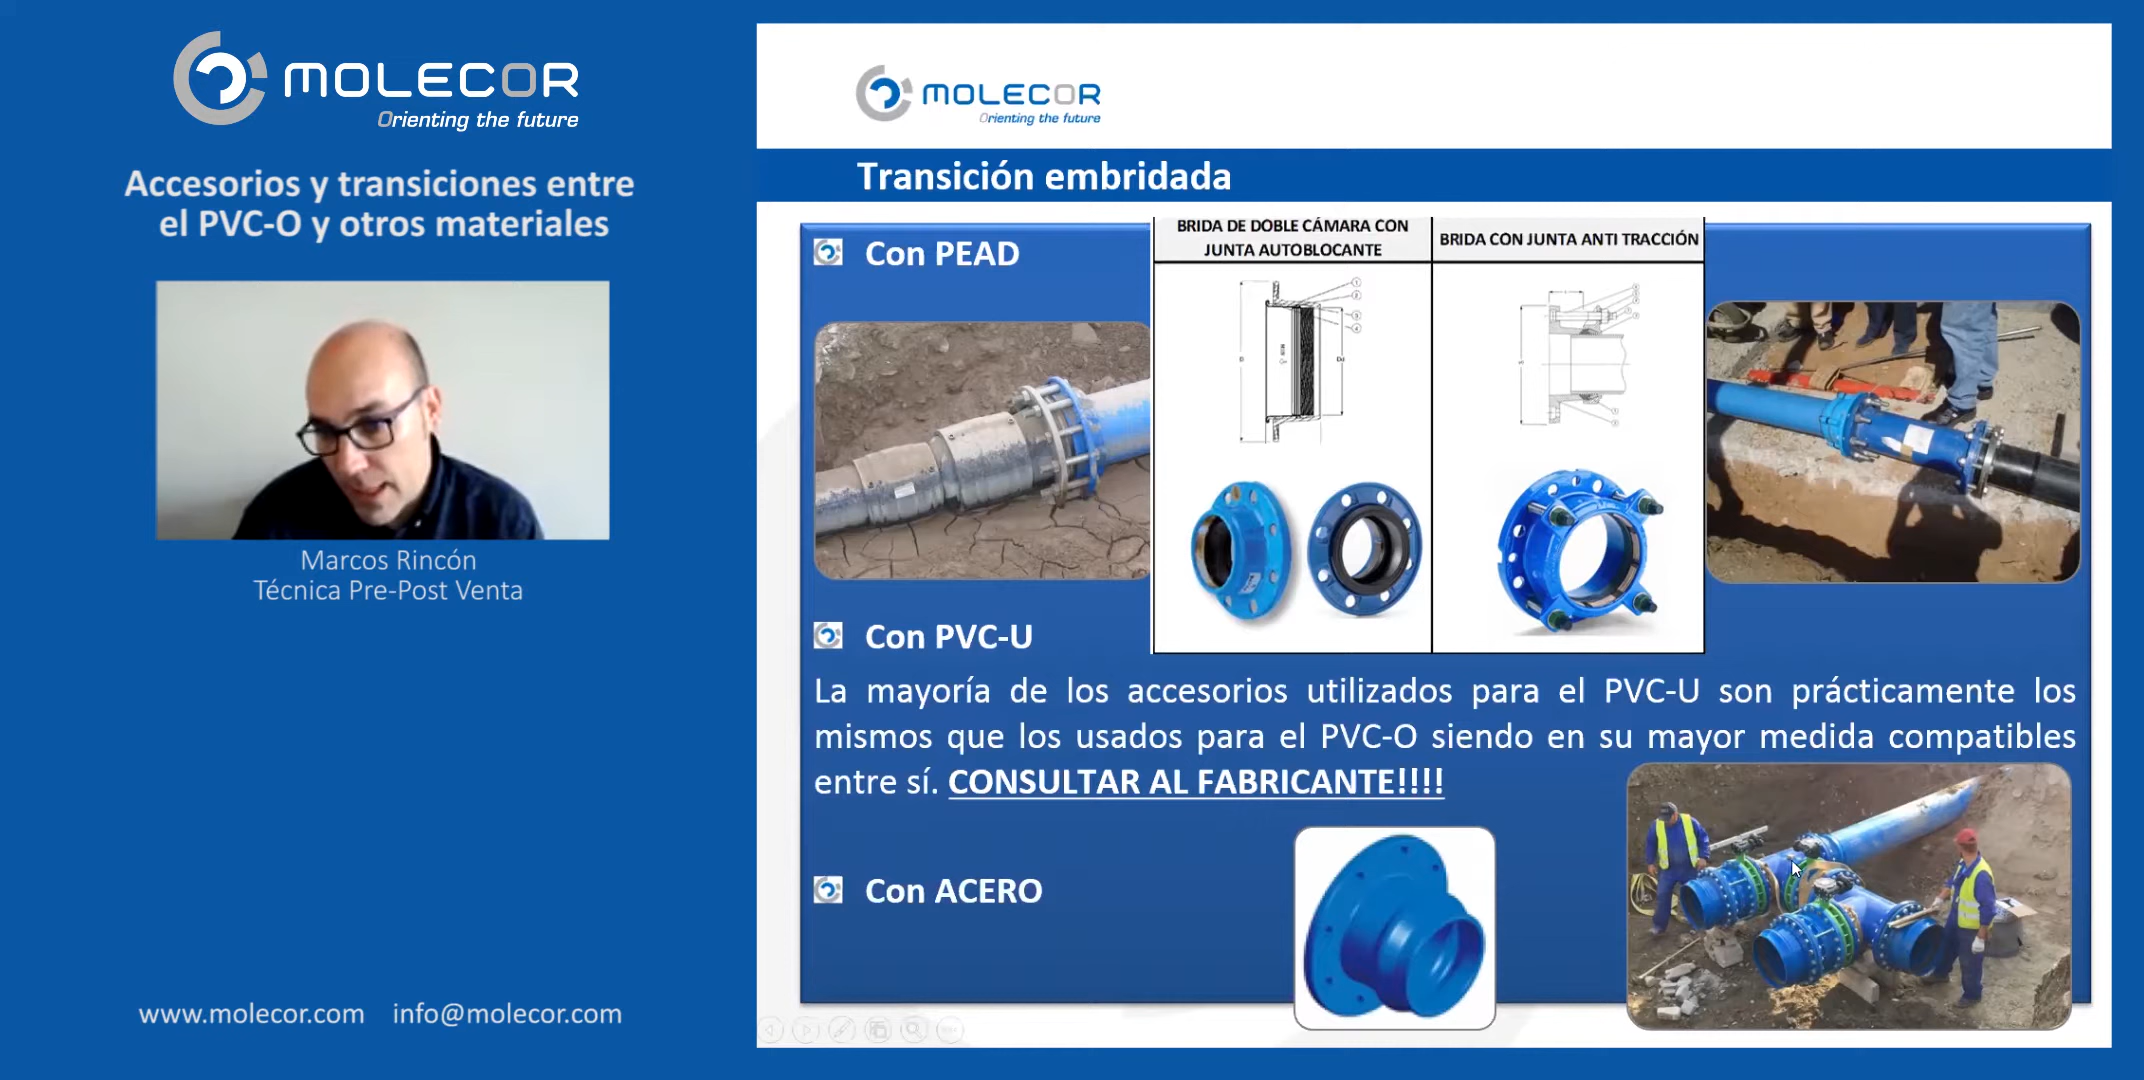 MOLECOR
Orienting the future
Accesorios y transiciones entre
el PVC-O y otros materiales
Marcos Rincón
Técnica Pre-Post Venta
www.molecor.com info@molecor.com
MOLECOR
Orienting the future
Transición embridada
Con PEAD
BRIDA DE DOBLE CÁMARA CON
JUNTA AUTOBLOCANTE
BRIDA CON JUNTA ANTI TRACCIÓN
Con PVC-U
La mayoría de los accesorios utilizados para el PVC-U son prácticamente los
mismos que los usados para el PVC-O siendo en su mayor medida compatibles
entre sí. CONSULTAR AL FABRICANTE!!!!
Con ACERO